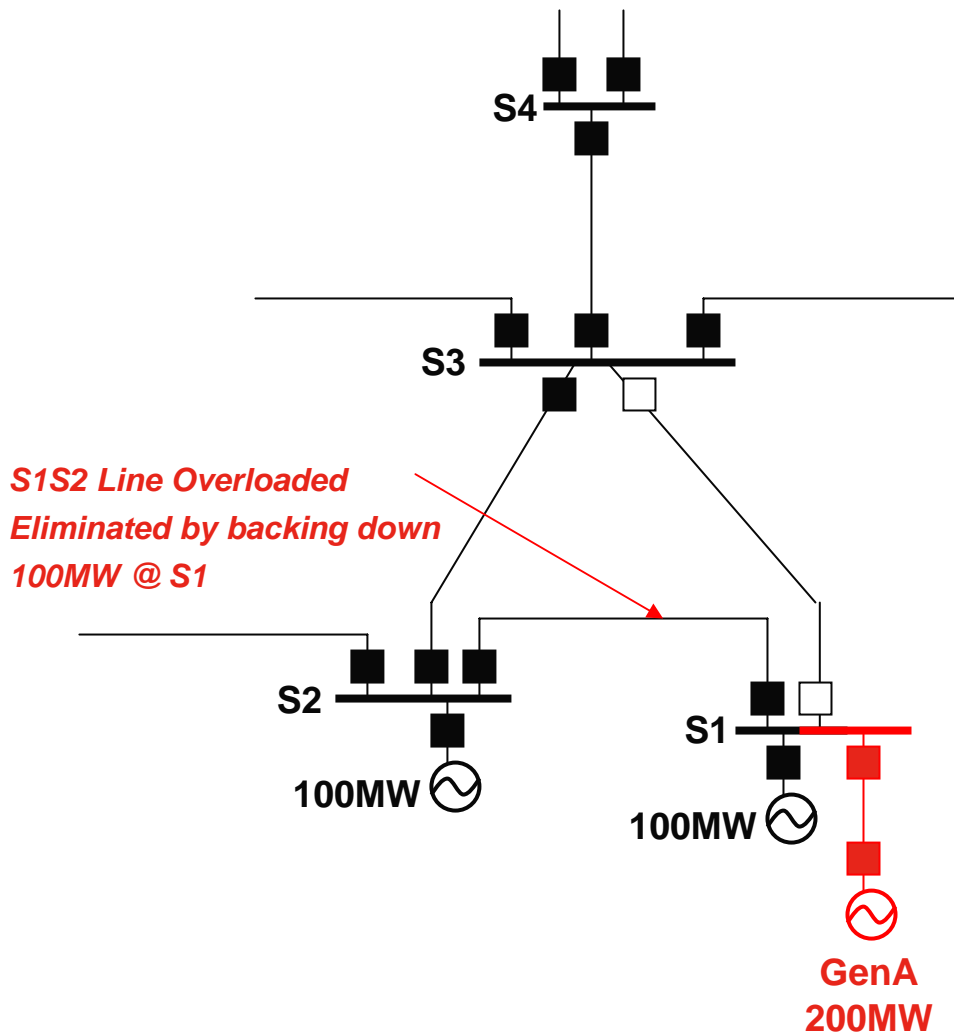 S4
S3
S1S2 Line Overloaded
Eliminated by backing down
100MW @ S1
S2
S1
100MW
100MW
GenA
200MW